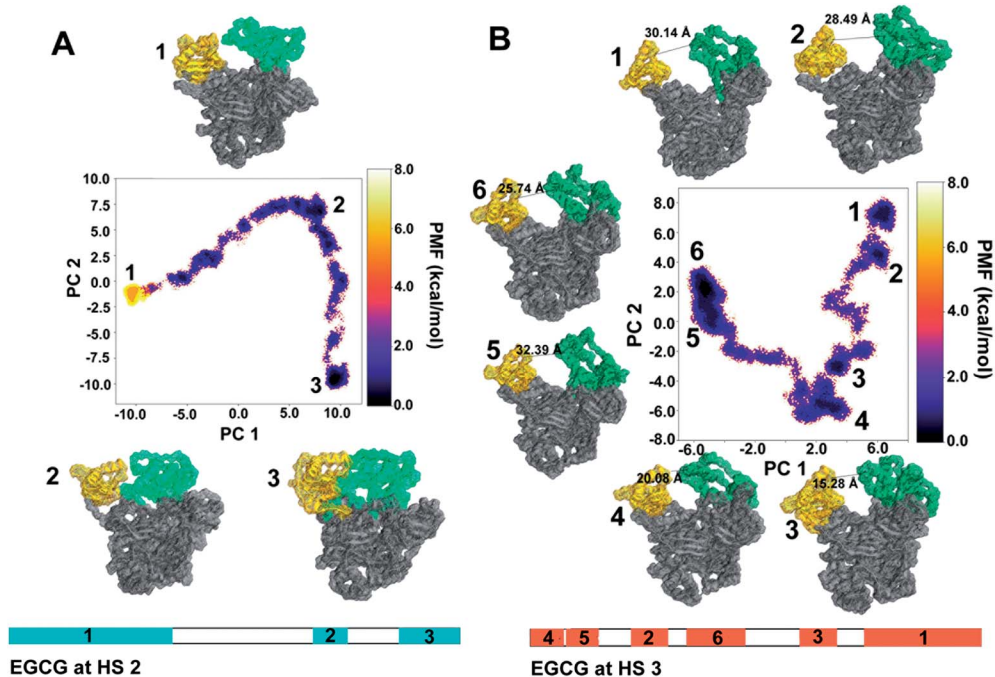 A
1
PMF (kcal/mol)
8.0
6.0
4.0
2.0
0.0
PC 2
10.0
7.5
5.0
2.5
0.0
-2.5
-5.0
-7.5
-10.0
1
2
3
-10.0 -5.0 0.0 5.0 10.0
PC 1
2
3
1 2 3
EGCG at HS 2
B
1
30.14 Å
2
28.49 Å
6
25.74 Å
5
32.39 Å
PMF (kcal/mol)
8.0
6.0
4.0
2.0
0.0
PC 2
8.0
6.0
4.0
2.0
0.0
-2.0
-4.0
-6.0
-8.0
1
2
6
5
3
4
-6.0 -2.0 2.0 6.0
PC 1
4
20.08 Å
3
15.28 Å
4 5 2 6 3 1
EGCG at HS 3